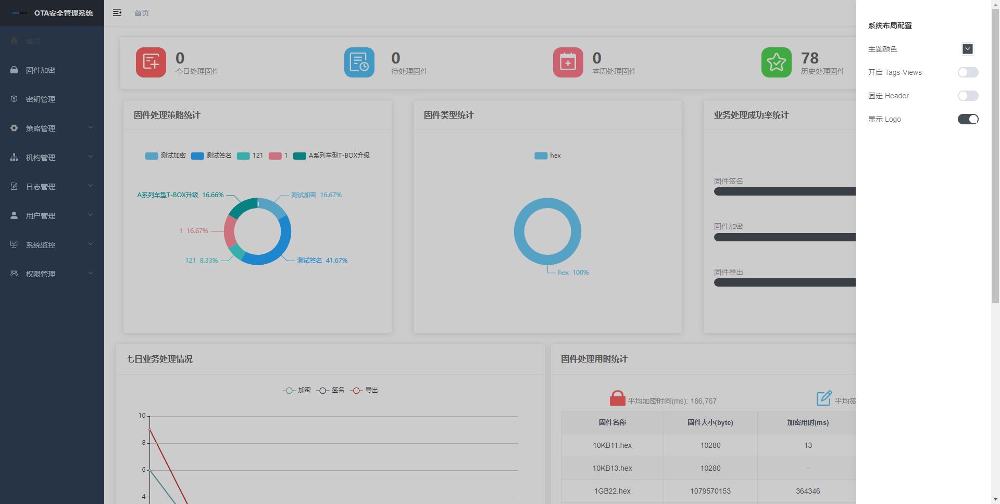 OTA安全管理系统
首页
固件加密
密钥管理
策略管理
机构管理
日志管理
用户管理
系统监控
权限管理
首页
0
今日处理固件
0
待处理固件
0
本周处理固件
78
历史处理固件
固件处理策略统计
测试加密 测试签名 121 1 A系列车型T-BOX升级
A系列车型T-BOX升级 16.66%
测试加密 16.67%
1 16.67%
121 8.33%
测试签名 41.67%
固件类型统计
hex
hex 100%
业务处理成功率统计
固件签名
固件加密
固件导出
七日业务处理情况
加密 签名 导出
10
8
6
4
固件处理用时统计
平均加密时间(ms): 186,767
平均签
固件名称 固件大小(byte) 加密用时(ms)
10KB11.hex 10280 13
10KB13.hex 10280 -
1GB22.hex 1079570153 364346
系统布局配置
主题颜色
开启 Tags-Views
固定 Header
显示 Logo